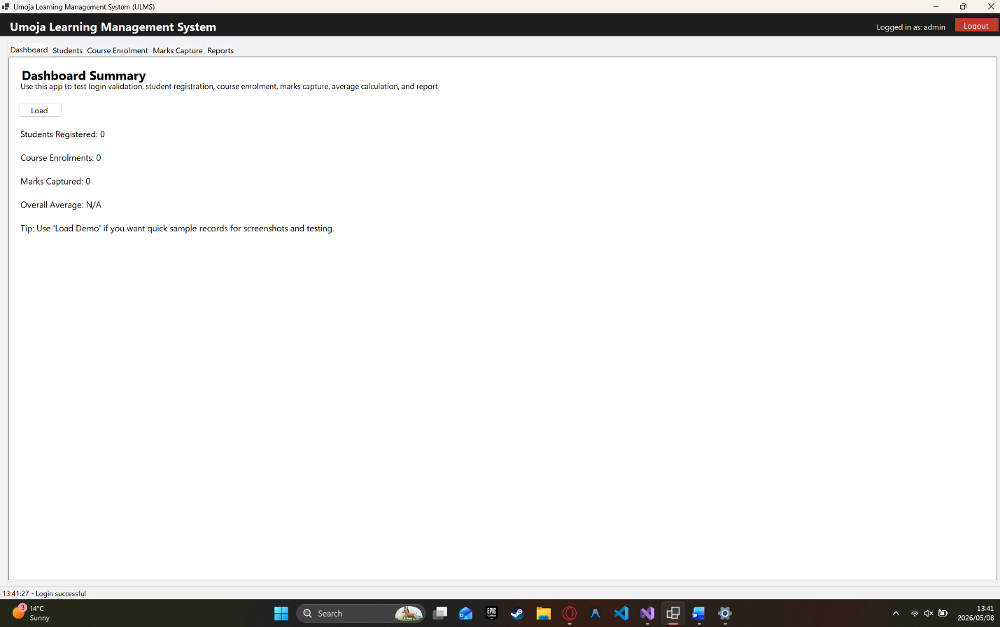 Umoja Learning Management System (ULMS)
Umoja Learning Management System
Logged in as: admin
Logout
Dashboard
Students
Course Enrolment
Marks Capture
Reports
Dashboard Summary
Use this app to test login validation, student registration, course enrolment, marks capture, average calculation, and report
Load
Students Registered: 0
Course Enrolments: 0
Marks Captured: 0
Overall Average: N/A
Tip: Use 'Load Demo' if you want quick sample records for screenshots and testing.
13:41:27 - Login successful
3
14°C
Sunny
Search
EPIC
GAMES
13:41
2026/05/08